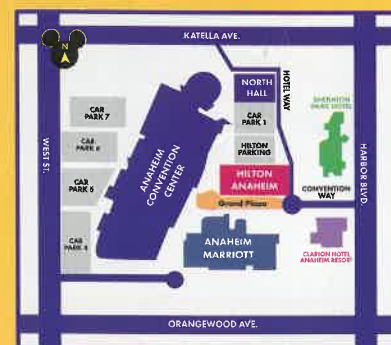 KATELLA AVE.
N
NORTH
HALL
HOTEL WAY
CAR
PARK 7
CAR
PARK 1
SHERATON
PARK HOTEL
CAR
PARK 6
HILTON
PARKING
WEST ST.
ANAHEIM
CONVENTION
CENTER
HARBOR BLVD.
CAR
PARK 5
HILTON
ANAHEIM
CONVENTION
WAY
Grand Plaza
CAR
PARK 4
ANAHEIM
MARRIOTT
CLARION HOTEL
ANAHEIM RESORT
ORANGEWOOD AVE.